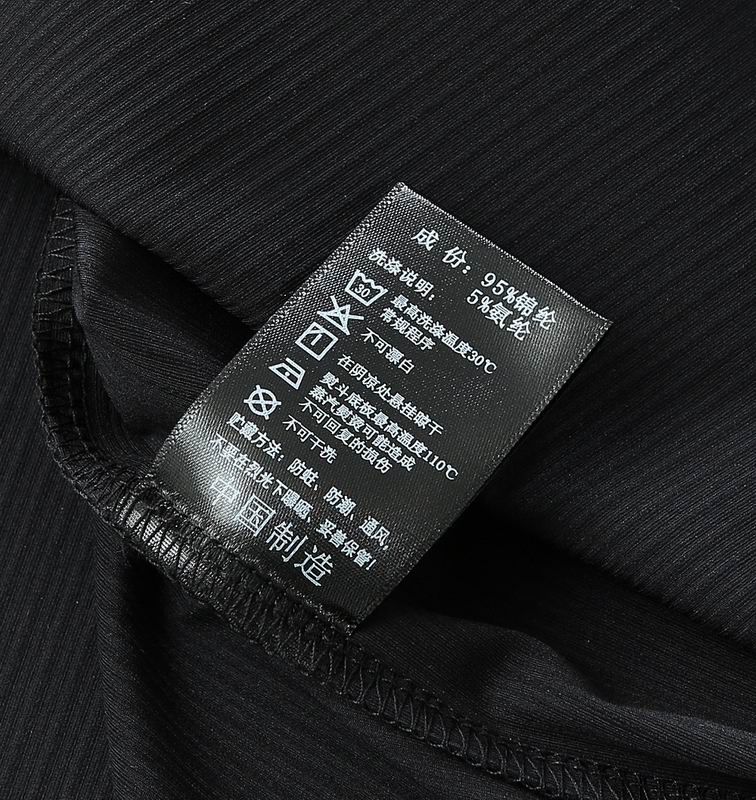 成 份：95%锦纶
5%氨纶
洗涤说明：
30
最高洗涤温度30℃
常规程序
不可漂白
在阴凉处悬挂晾干
熨斗底板最高温度110℃
蒸汽熨烫可能造成
不可回复的损伤
不可干洗
贮藏方法：防蛀、防潮、通风，
不要在烈光下曝晒，妥善保管！
中国制造